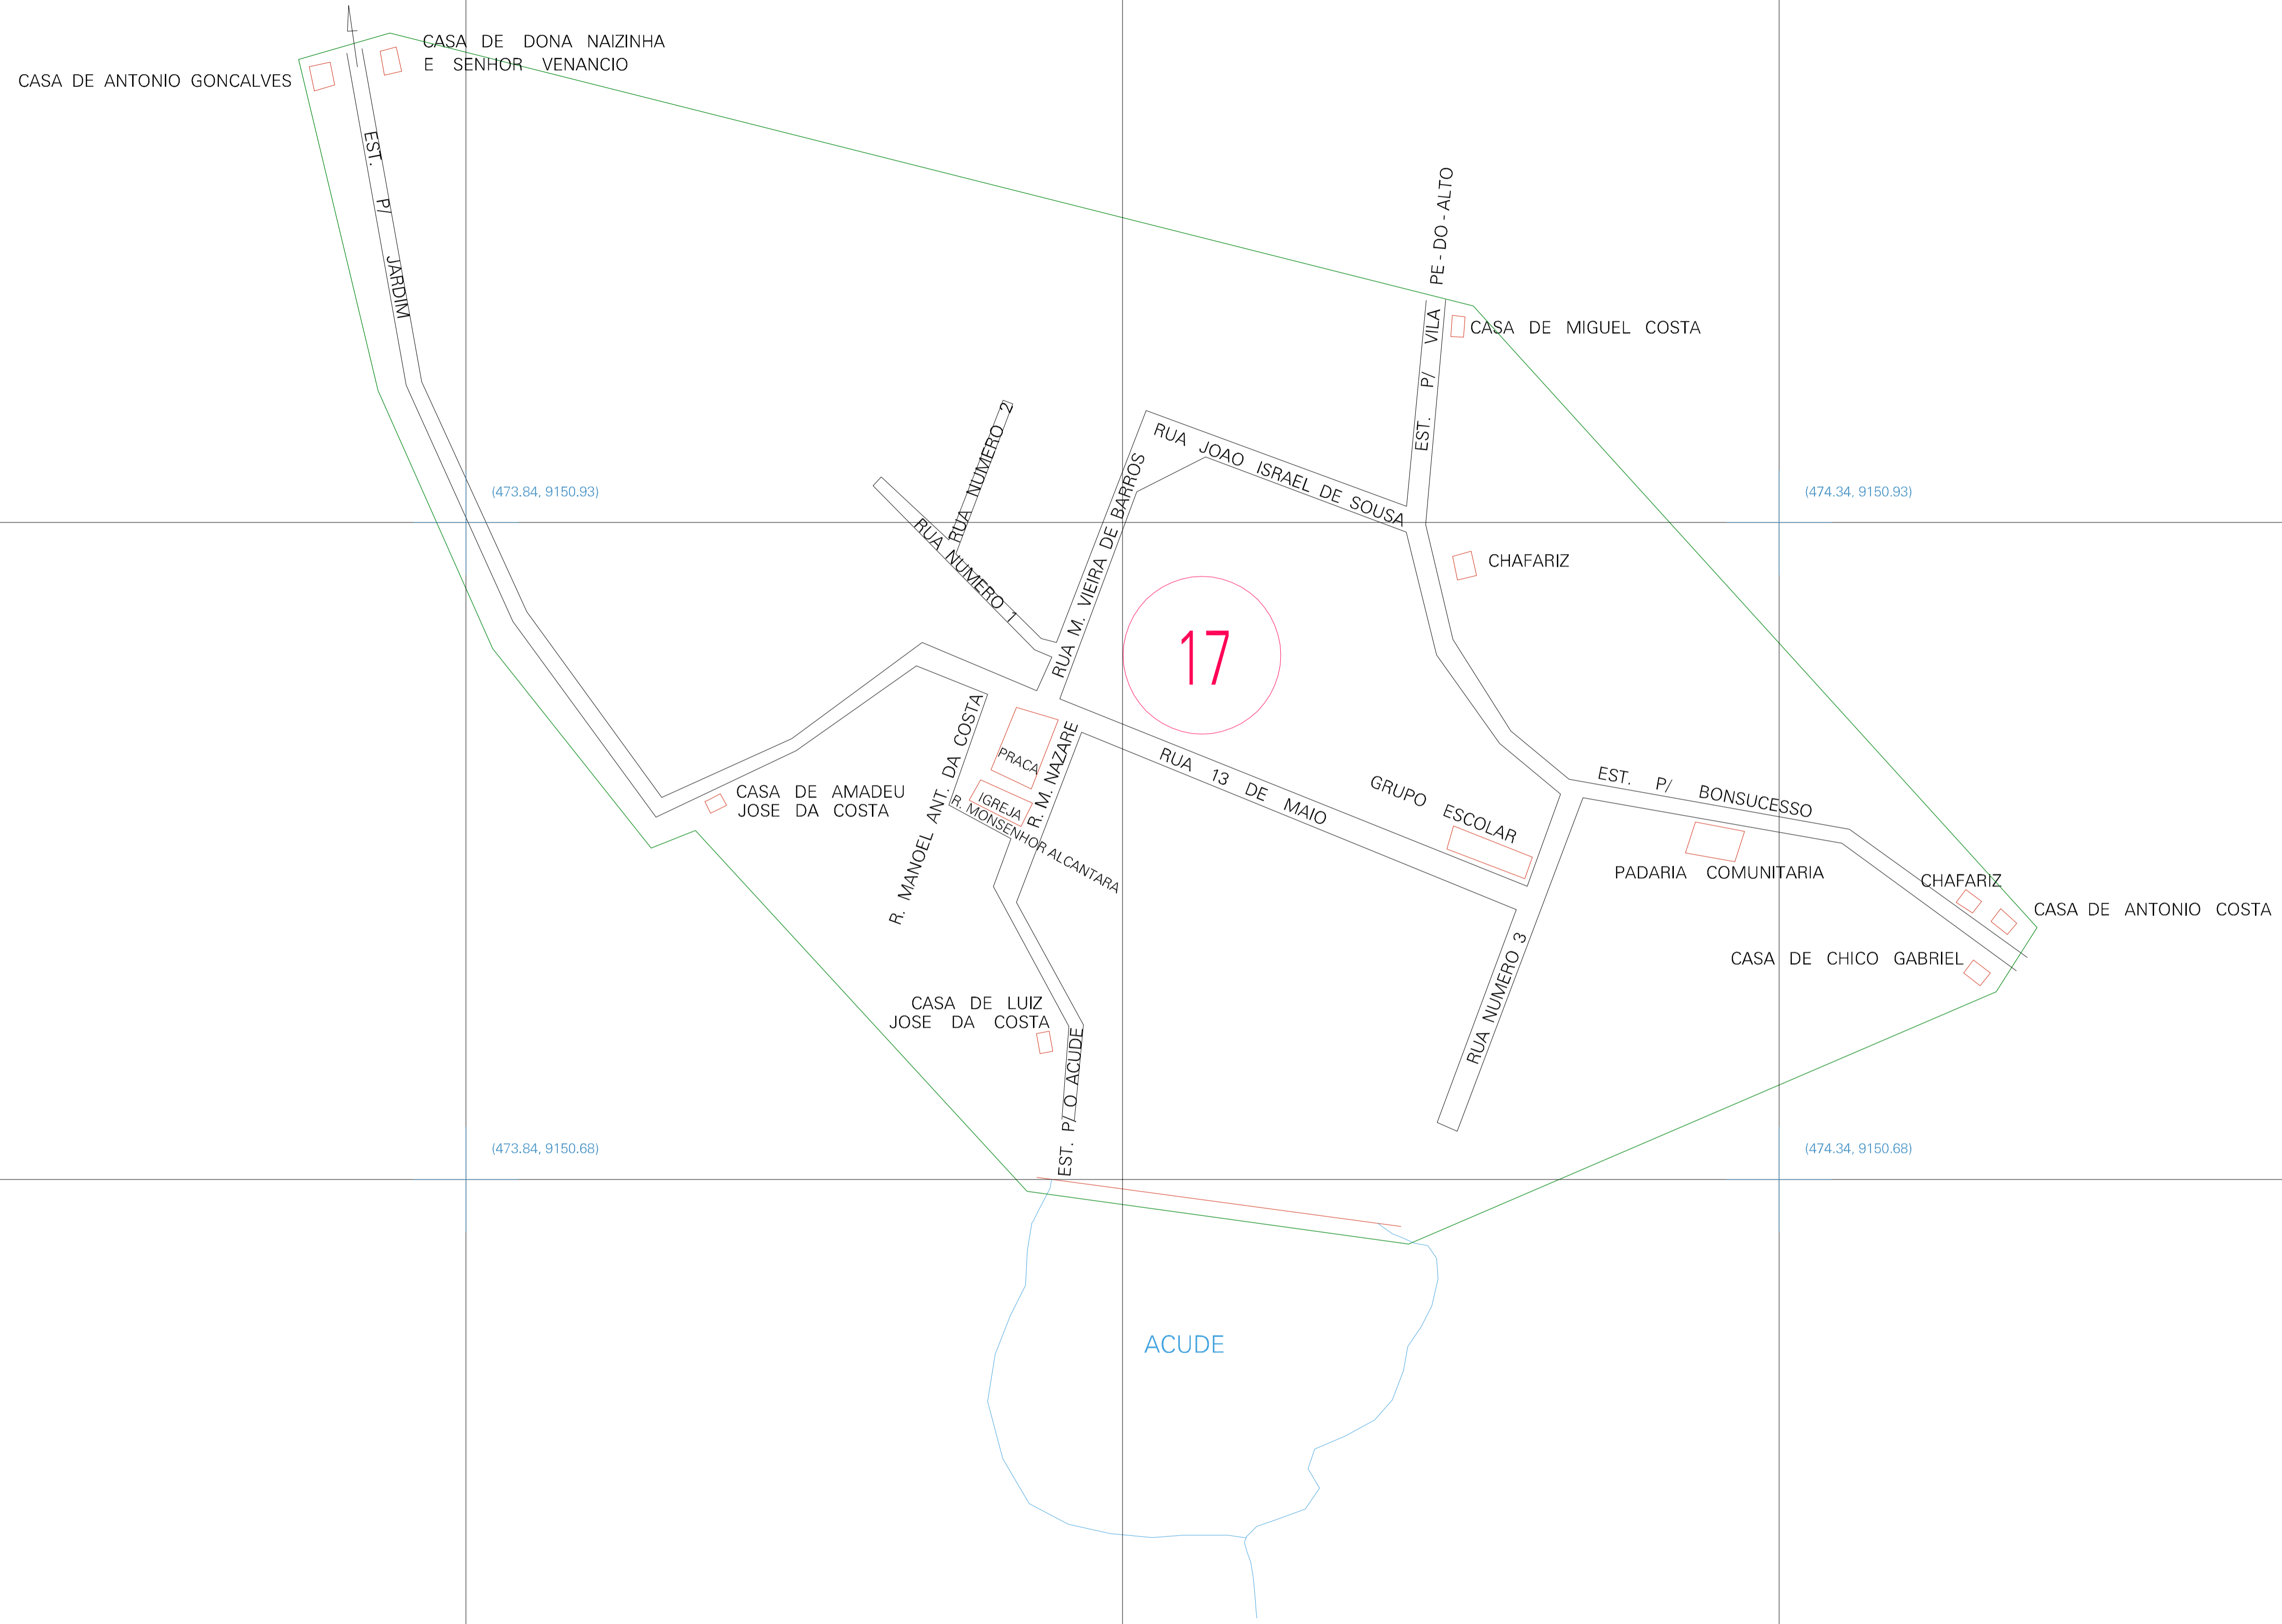 CASA DE DONA NAIZINHA
E SENHOR VENANCIO
CASA DE ANTONIO GONCALVES
EST. P/ JARDIM
EST. P/ VILA PE - DO - ALTO
CASA DE MIGUEL COSTA
RUA NUMERO 2
RUA JOAO ISRAEL DE SOUSA
(473.84, 9150.93)
(474.34, 9150.93)
RUA NUMERO 1
RUA M. VIEIRA DE BARROS
CHAFARIZ
17
R. MANOEL ANT. DA COSTA
PRACA
R. M. NAZARE
RUA 13 DE MAIO
GRUPO ESCOLAR
EST. P/ BONSUCESSO
CASA DE AMADEU
JOSE DA COSTA
IGREJA
R. MONSENHOR ALCANTARA
PADARIA COMUNITARIA
CHAFARIZ
CASA DE ANTONIO COSTA
CASA DE CHICO GABRIEL
RUA NUMERO 3
CASA DE LUIZ
JOSE DA COSTA
EST. P/ O ACUDE
(473.84, 9150.68)
(474.34, 9150.68)
ACUDE